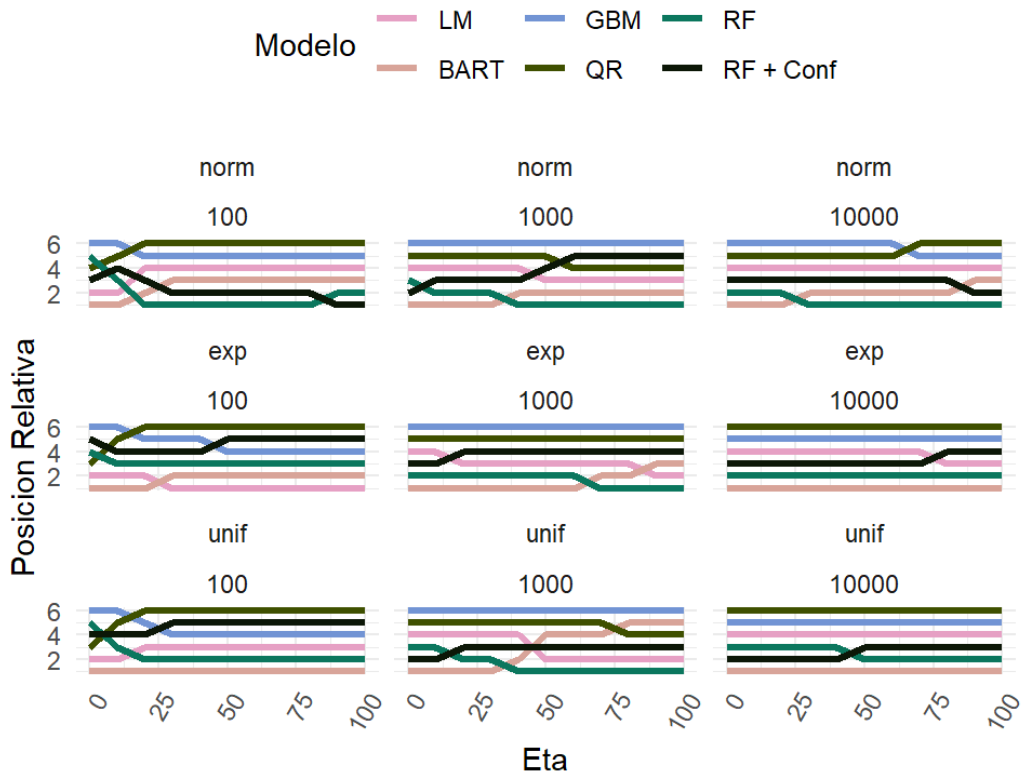 Modelo
LM GBM RF
BART QR RF + Conf
norm norm norm
100 1000 10000
6
4
2
exp exp exp
100 1000 10000
6
4
2
unif unif unif
100 1000 10000
6
4
2
0 25 50 75 100 0 25 50 75 100 0 25 50 75 100
Posicion Relativa
Eta